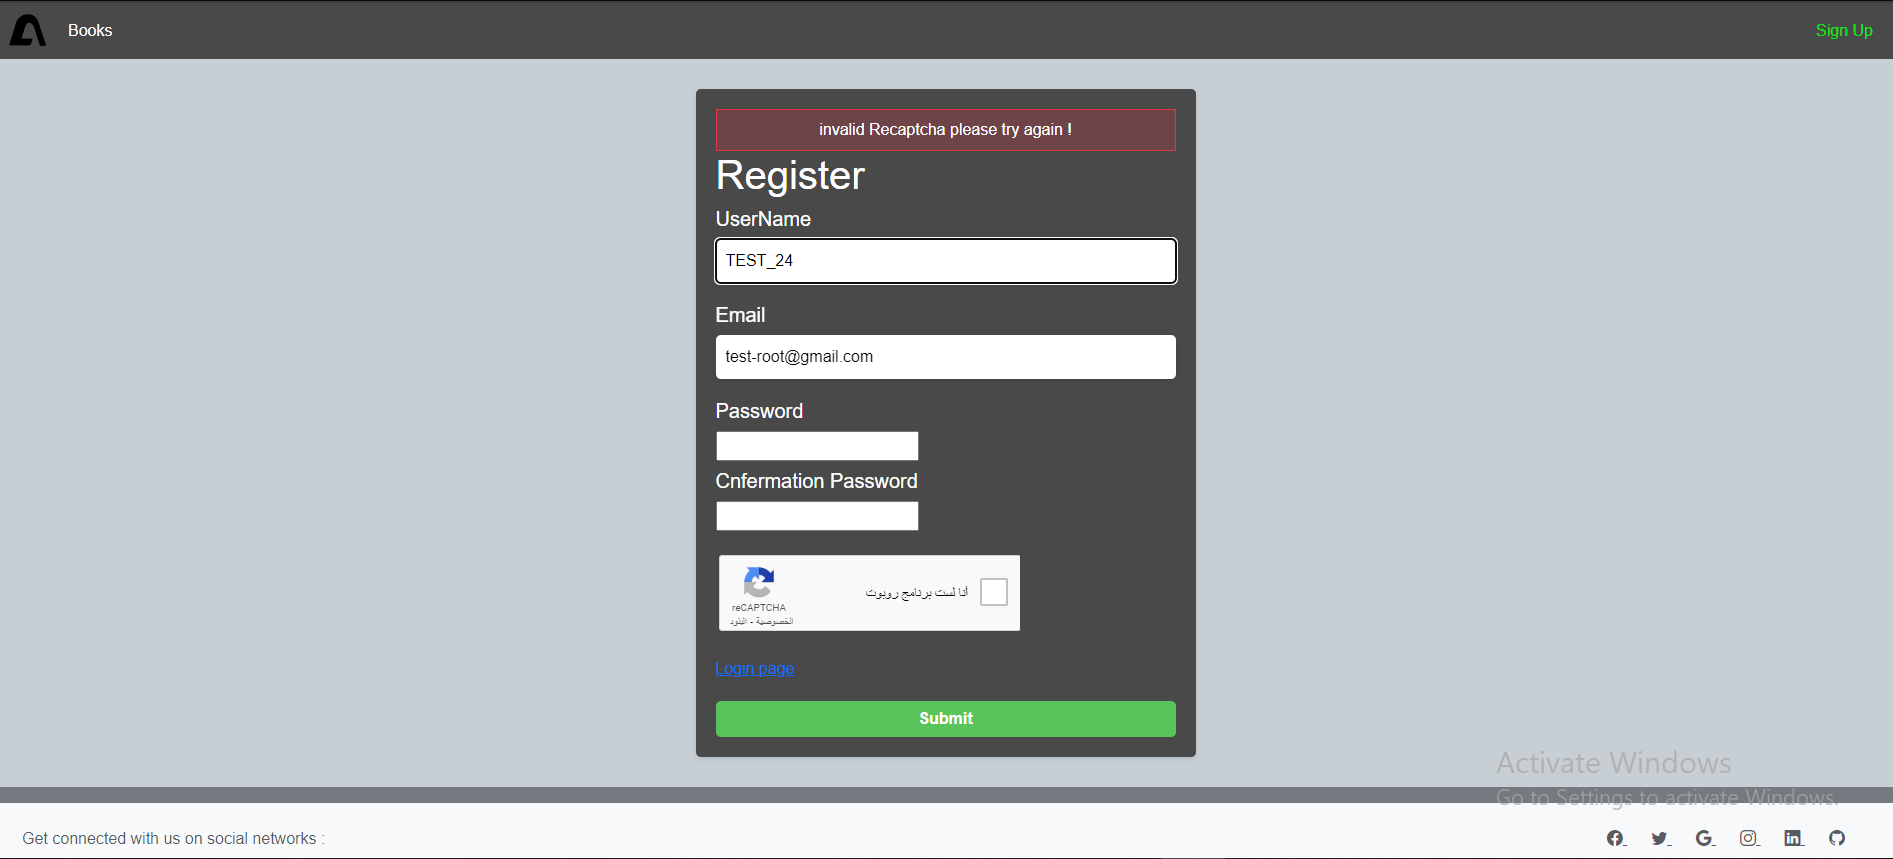 Books
Sign Up
invalid Recaptcha please try again !
Register
UserName
TEST_24
Email
test-root@gmail.com
Password
Cnfermation Password
أنا لست برنامج روبوت
reCAPTCHA
الخصوصية - البنود
Login page
Submit
Activate Windows
Go to Settings to activate Windows.
Get connected with us on social networks :